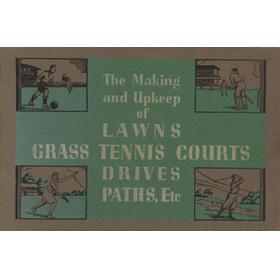 The Making
and Upkeep
of
LAWNS
GRASS TENNIS COURTS
DRIVES
PATHS, Etc